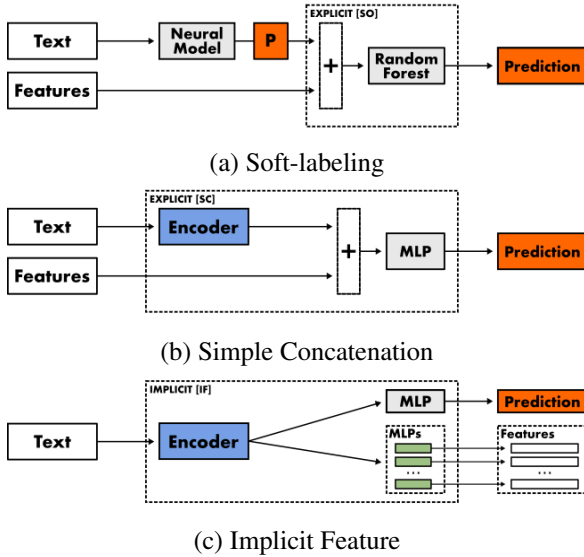 EXPLICIT [SO]
Text
Neural
Model
P
+
Random
Forest
Prediction
Features
(a) Soft-labeling
EXPLICIT [SC]
Text
Encoder
+
MLP
Prediction
Features
(b) Simple Concatenation
IMPLICIT [IF]
MLP
Prediction
Text
Encoder
MLPs
Features
...
...
(c) Implicit Feature